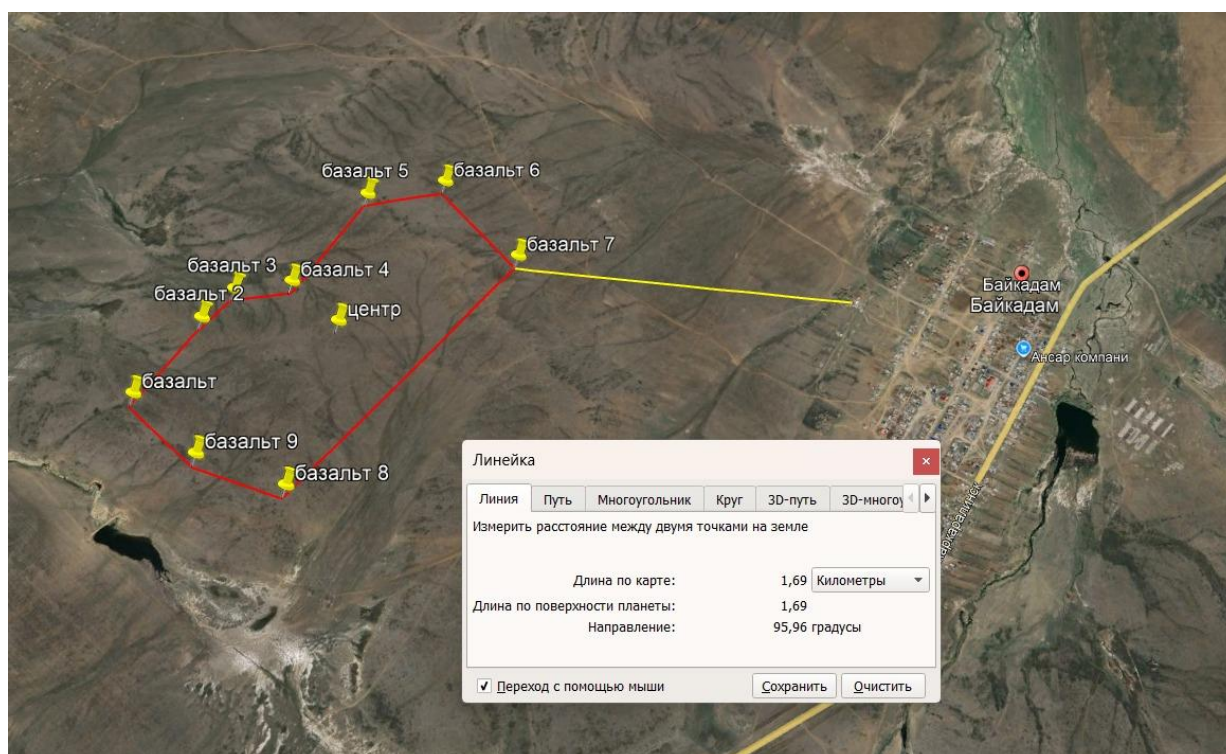 базальт 5
базальт 6
базальт 7
базальт 3
базальт 4
базальт 2
центр
базальт
базальт 9
базальт 8
Байкадам
Байкадам
Ансар компани
Линейка
Линия Путь Многоугольник Круг 3D-путь 3D-многоу
Измерить расстояние между двумя точками на земле
Длина по карте: 1,69 Километры
Длина по поверхности планеты: 1,69
Направление: 95,96 градусы
Переход с помощью мыши Сохранить Очистить